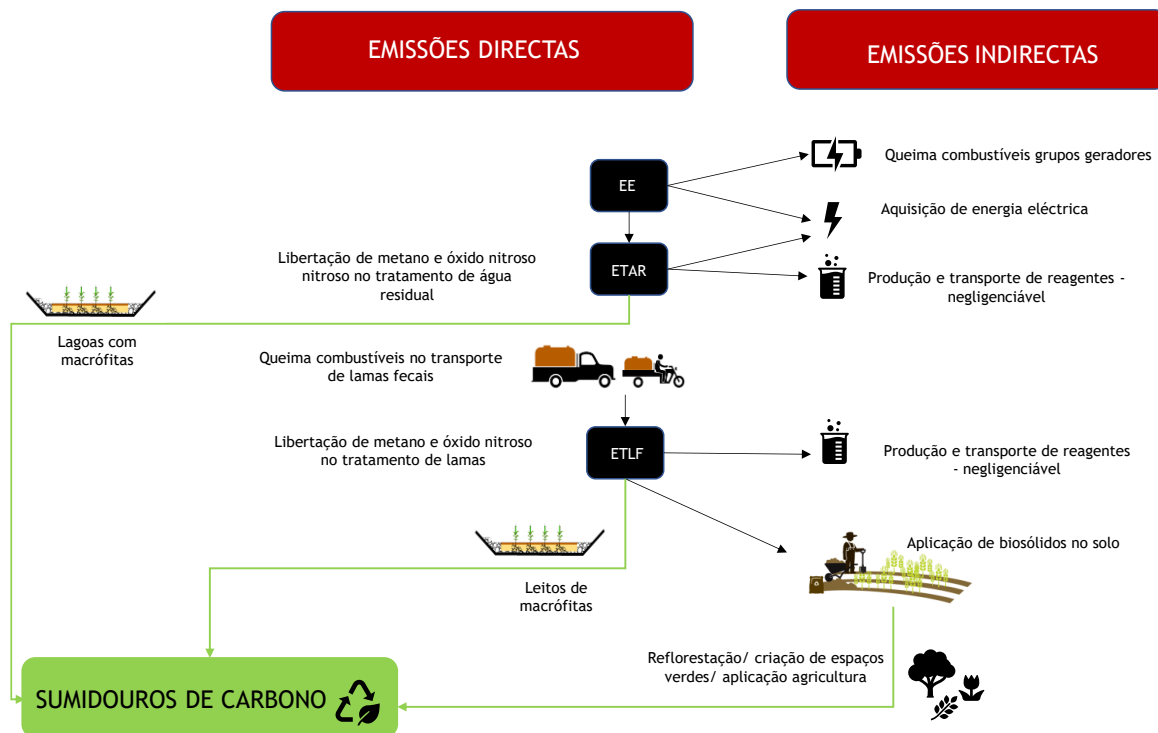 EMISSÕES DIRECTAS
EMISSÕES INDIRECTAS
EE
Queima combustíveis grupos geradores
Aquisição de energia eléctrica
Libertação de metano e óxido nitroso
nitroso no tratamento de água
residual
ETAR
Produção e transporte de reagentes -
negligenciável
Lagoas com
macrófitas
Queima combustíveis no transporte
de lamas fecais
Libertação de metano e óxido nitroso
no tratamento de lamas
ETLF
Produção e transporte de reagentes
- negligenciável
Aplicação de biosólidos no solo
Leitos de
macrófitas
Reflorestação/ criação de espaços
verdes/ aplicação agricultura
SUMIDOUROS DE CARBONO